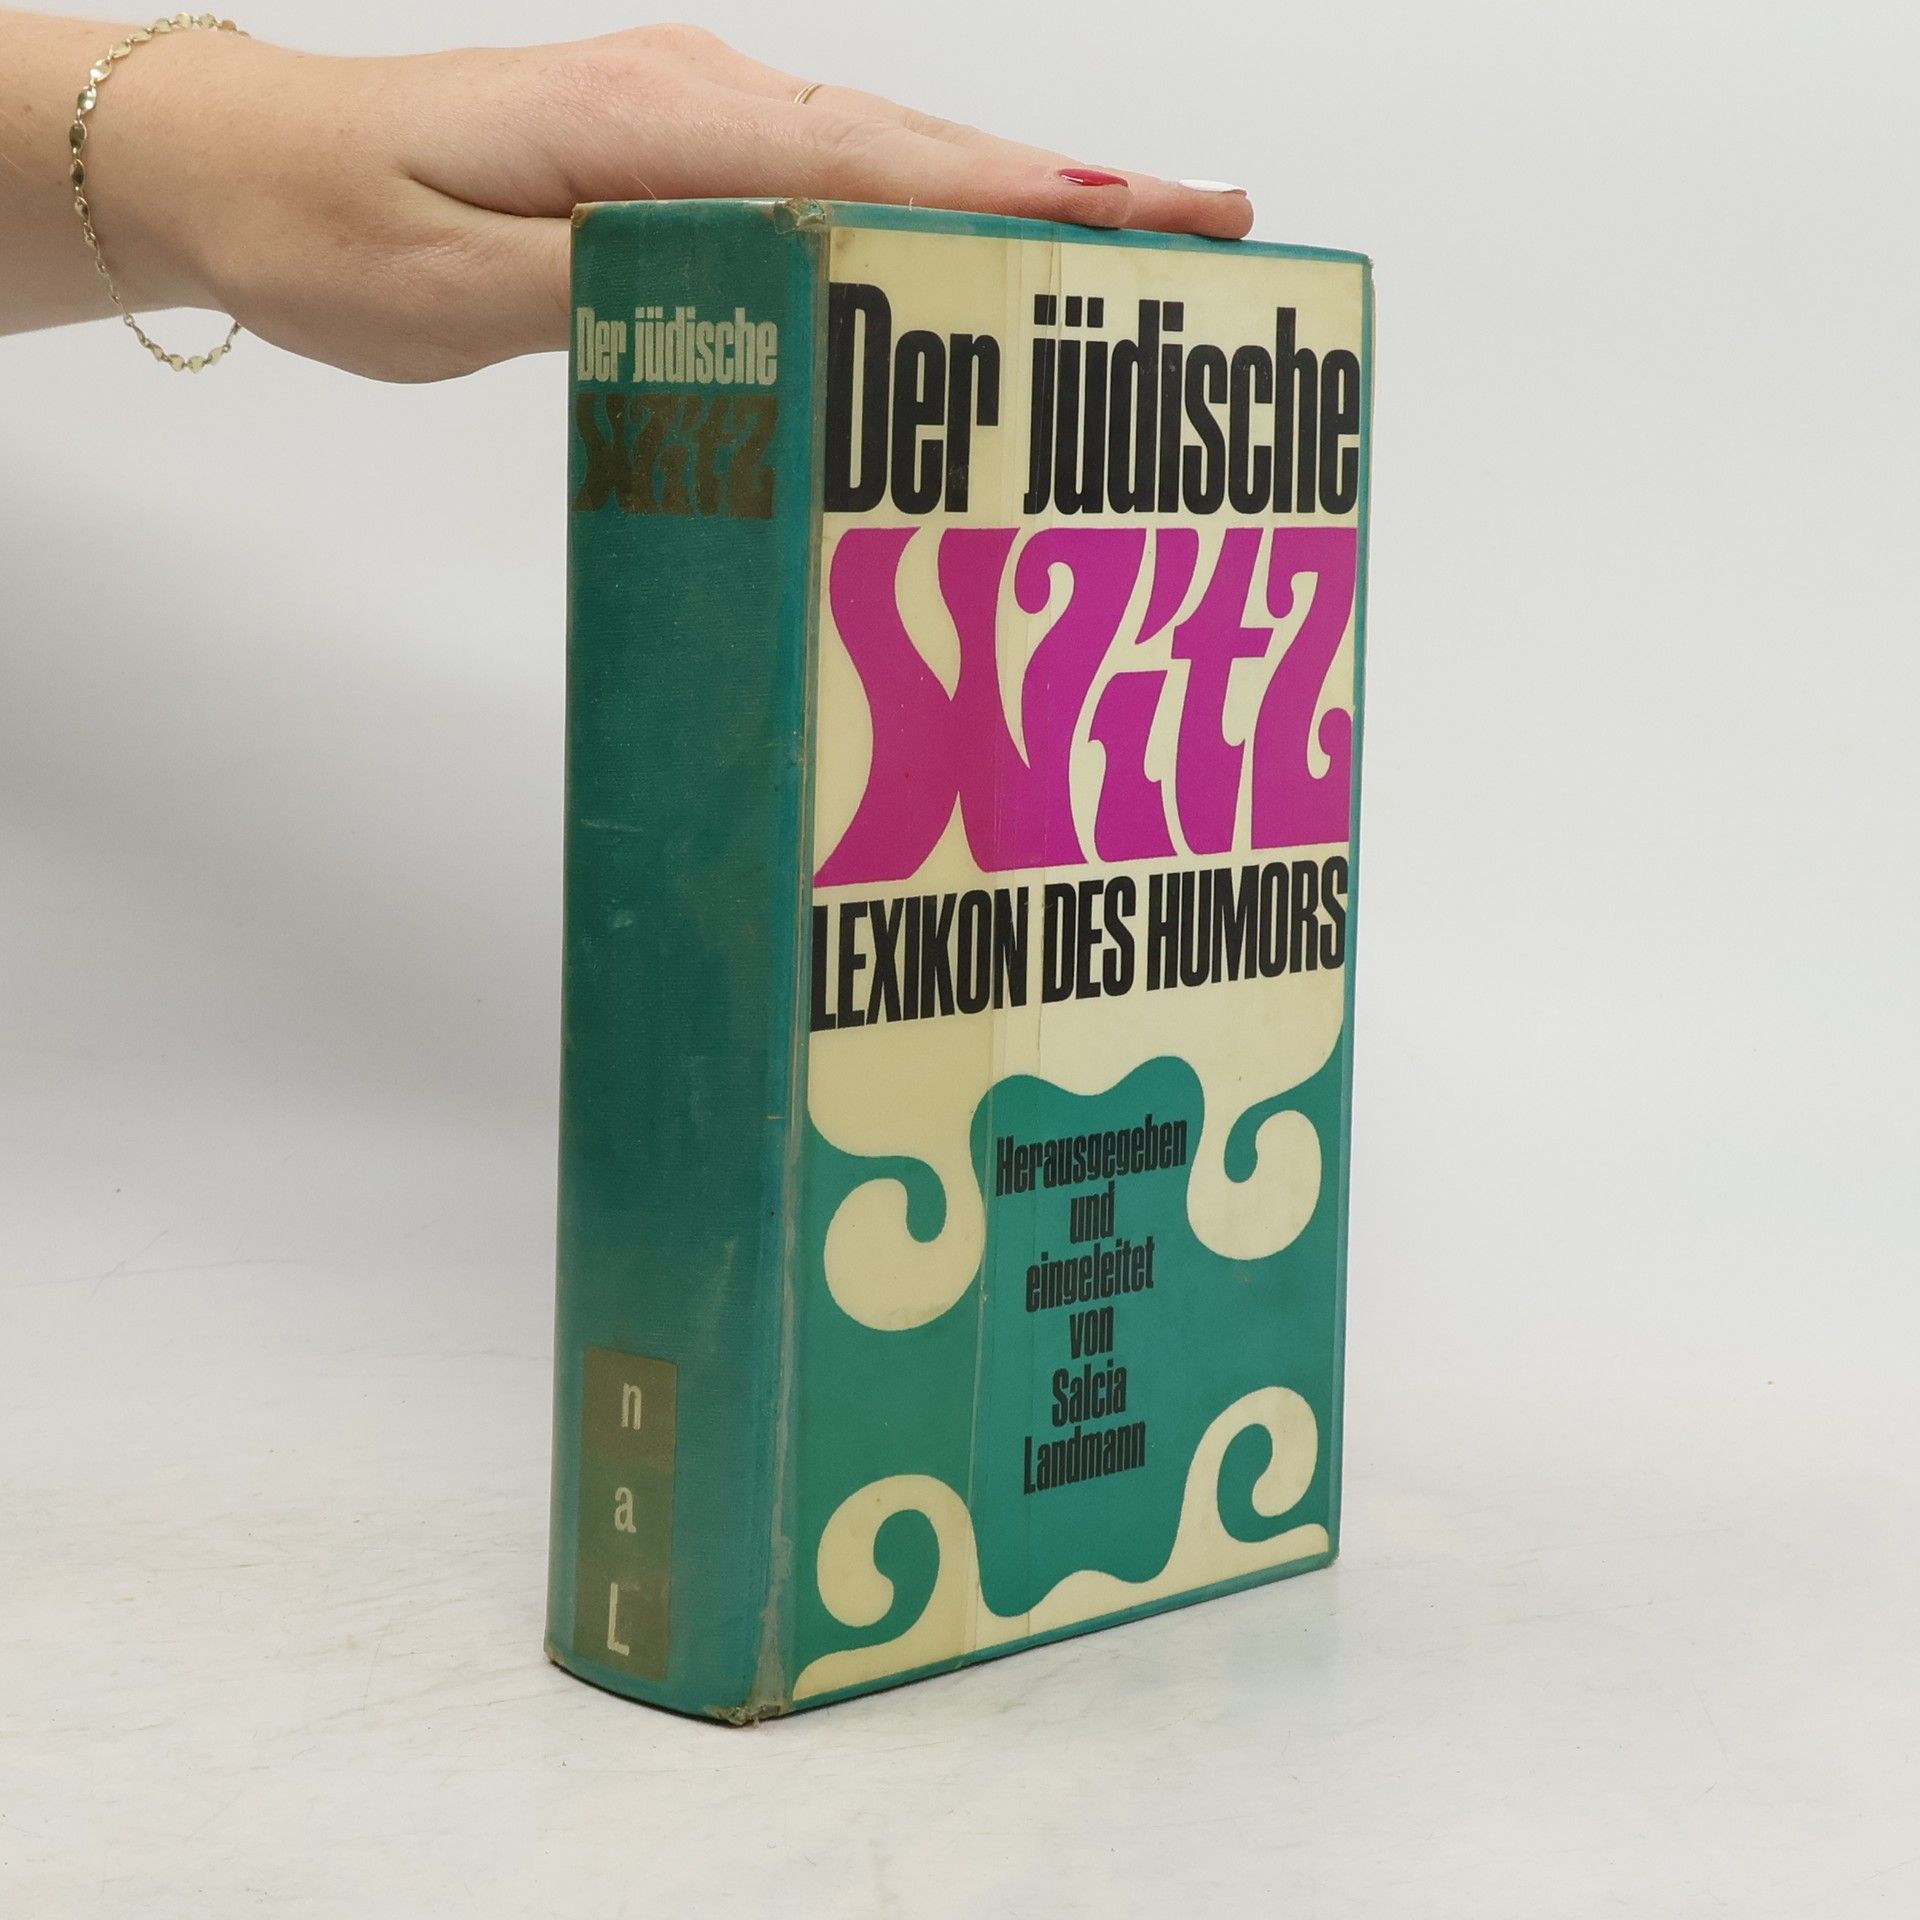 Der jüdische
Witz
n
a
L
Der jüdische
Witz
LEXIKON DES HUMORS
Herausgegeben
und
eingeleitet
von
Salcia
Landmann